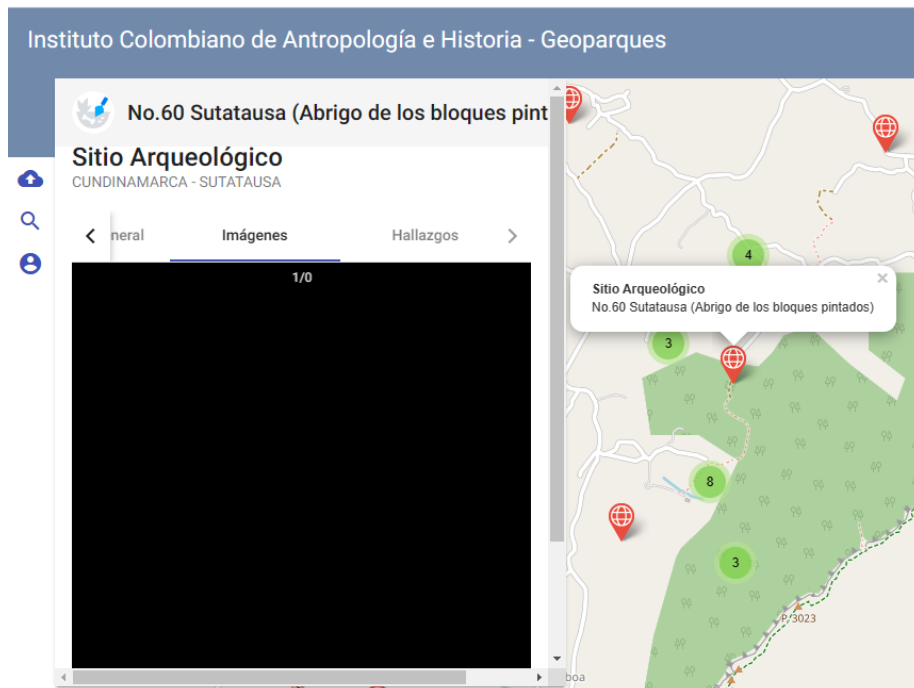 Instituto Colombiano de Antropología e Historia - Geoparques
No.60 Sutatausa (Abrigo de los bloques pint
Sitio Arqueológico
CUNDINAMARCA - SUTATAUSA
neral
Imágenes
Hallazgos
1/0
4
Sitio Arqueológico
No.60 Sutatausa (Abrigo de los bloques pintados)
×
3
8
3
P. 3023
boa